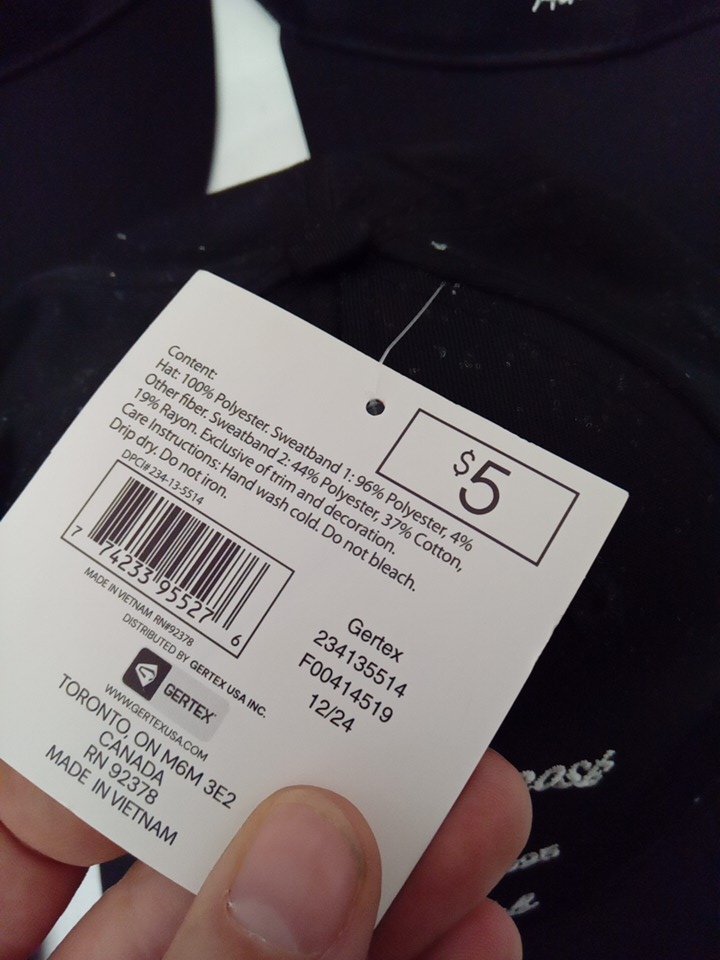 Content:
Hat: 100% Polyester. Sweatband 1: 96% Polyester, 4%
Other fiber. Sweatband 2: 44% Polyester, 37% Cotton,
19% Rayon. Exclusive of trim and decoration.
Care Instructions: Hand wash cold. Do not bleach.
Drip dry. Do not iron.
$5
DPCI# 234-13-5514
7 74233 95527 6
MADE IN VIETNAM RN#92378
DISTRIBUTED BY GERTEX USA INC.
GERTEX
WWW.GERTEXUSA.COM
TORONTO, ON M6M 3E2
CANADA
RN 92378
MADE IN VIETNAM
Gertex
234135514
F00414519
12/24